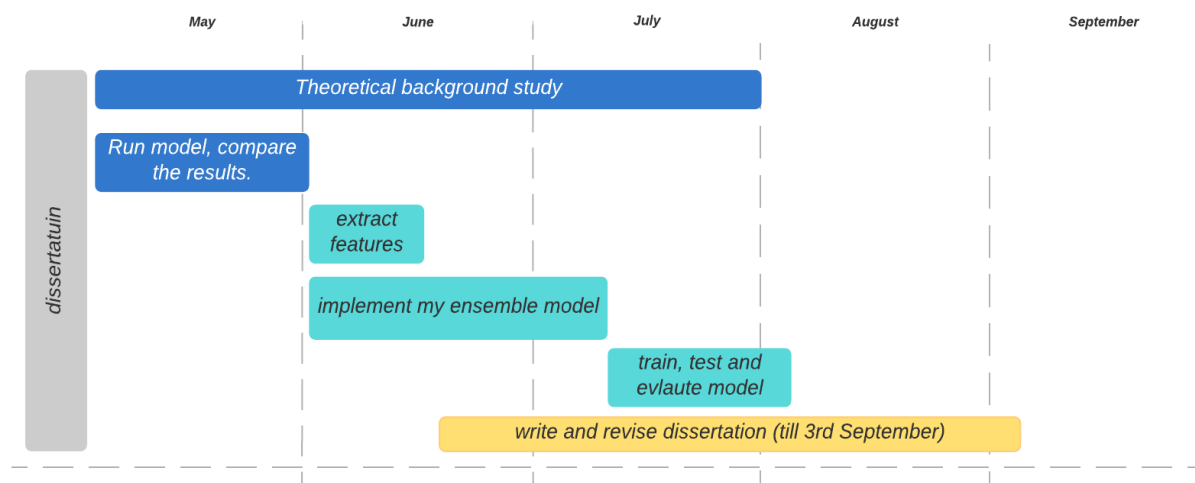 May
June
July
August
September
dissertatuin
Theoretical background study
Run model, compare
the results.
extract
features
implement my ensemble model
train, test and
evlaute model
write and revise dissertation (till 3rd September)